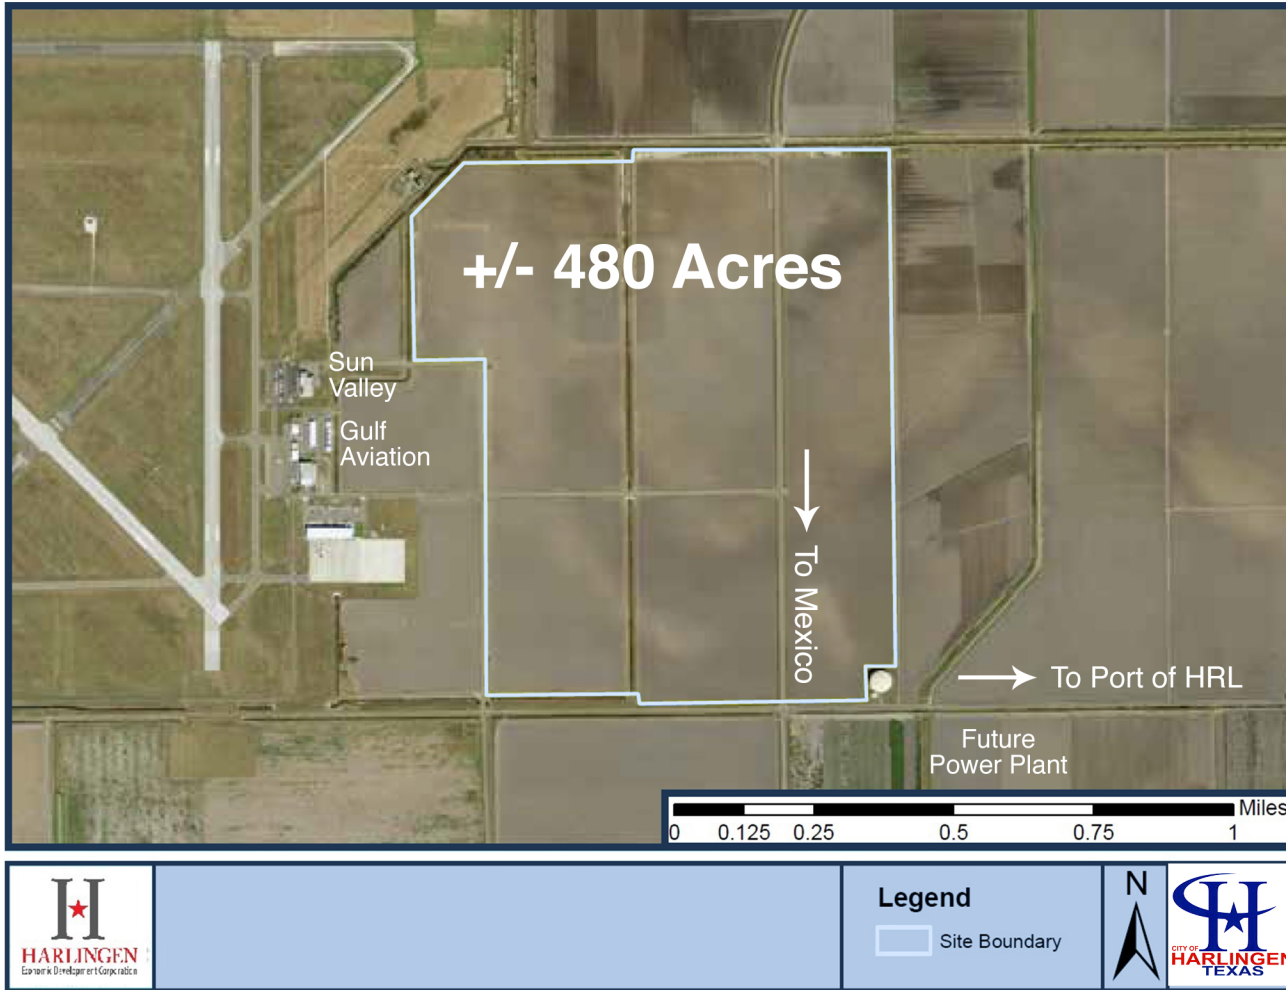 +/- 480 Acres
Sun
Valley
Gulf
Aviation
To Mexico
To Port of HRL
Future
Power Plant
Miles
0 0.125 0.25 0.5 0.75 1
H
HARLINGEN
Economic Development Corporation
Legend
Site Boundary
N
H
CITY OF
HARLINGEN
TEXAS